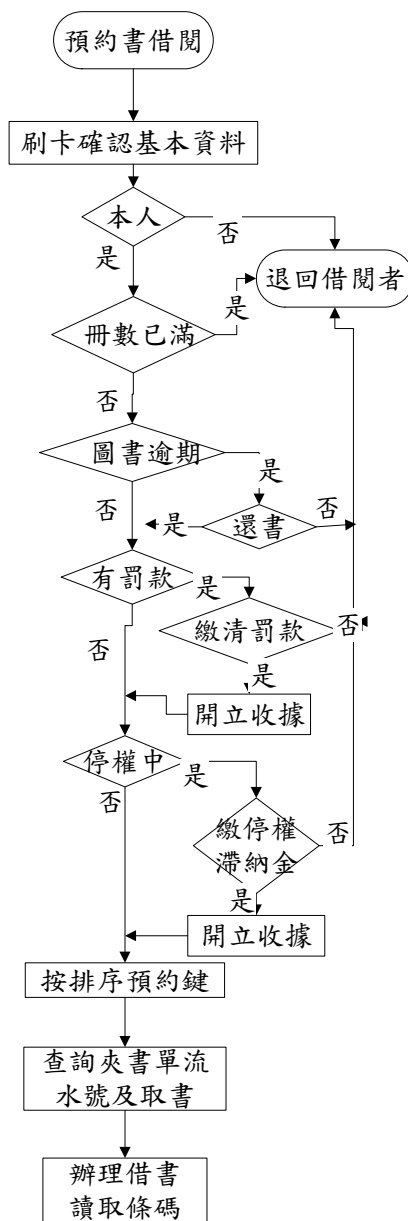 預約書借閱
刷卡確認基本資料
本人
否
是
退回借閱者
冊數已滿
是
否
圖書逾期
是
否
是
還書
否
有罰款
是
繳清罰款
否
否
是
開立收據
停權中
是
否
繳停權
滯納金
否
是
開立收據
按排序預約鍵
查詢夾書單流
水號及取書
辦理借書
讀取條碼